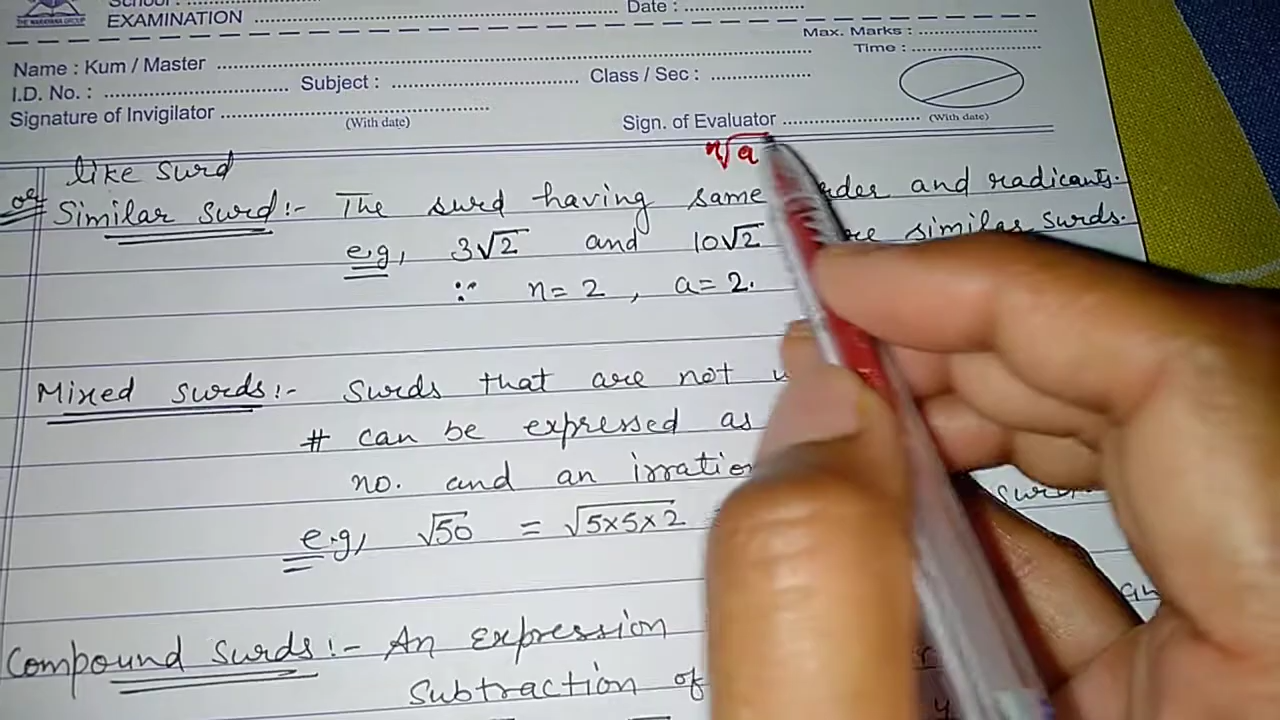 THE NARAYANA GROUP
School :
EXAMINATION
Date :
Max. Marks :
Time :
Name : Kum / Master
I.D. No. : Subject : Class / Sec :
Signature of Invigilator
(With date)
Sign. of Evaluator (With date)
ⁿ√a
like surd
or Similar Surd :- The surd having same order and radicants.
e.g, 3√2 and 10√2 are similar surds.
∵ n = 2 , a = 2.
Mixed surds :- Surds that are not
# can be expressed as
no. and an
e.g, √50 = √5×5×2
Compound Surds :- An Expression
Subtraction of